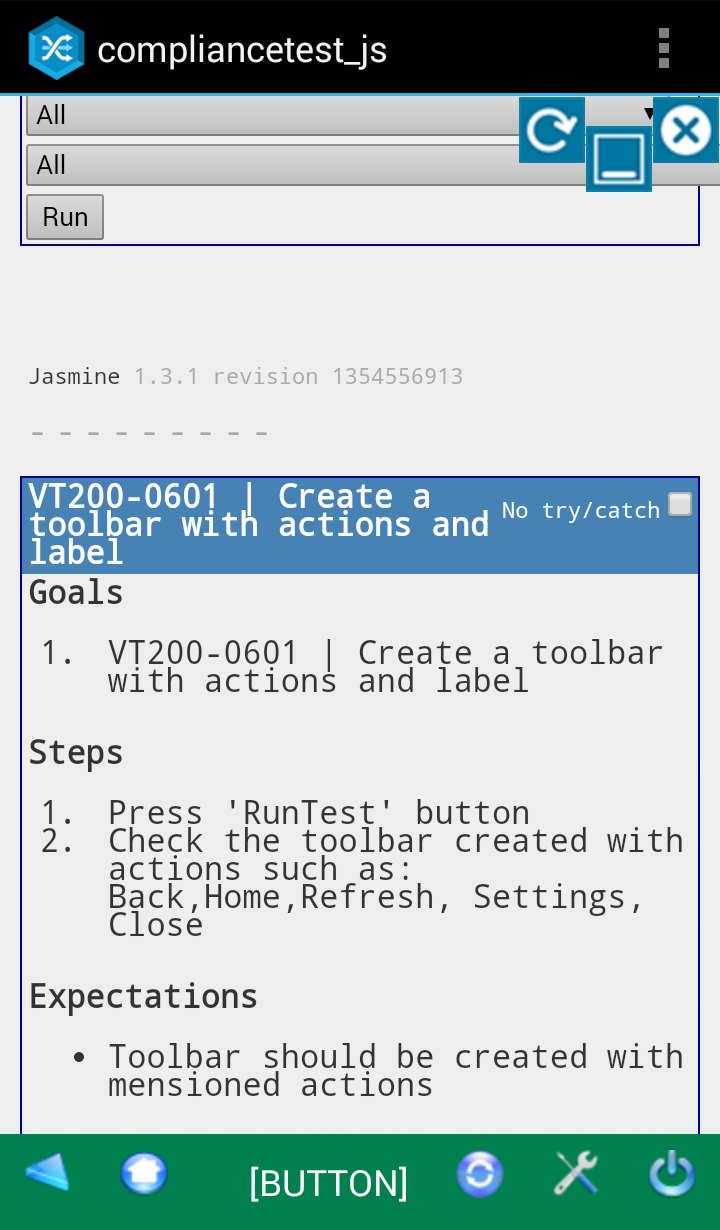 compliancetest_js
All
All
Run
Jasmine 1.3.1 revision 1354556913
- - - - - - - - -
VT200-0601 | Create a
toolbar with actions and
label
No try/catch
Goals
1. VT200-0601 | Create a toolbar
with actions and label
Steps
1. Press 'RunTest' button
2. Check the toolbar created with
actions such as:
Back,Home,Refresh, Settings,
Close
Expectations
• Toolbar should be created with
mensioned actions
[BUTTON]